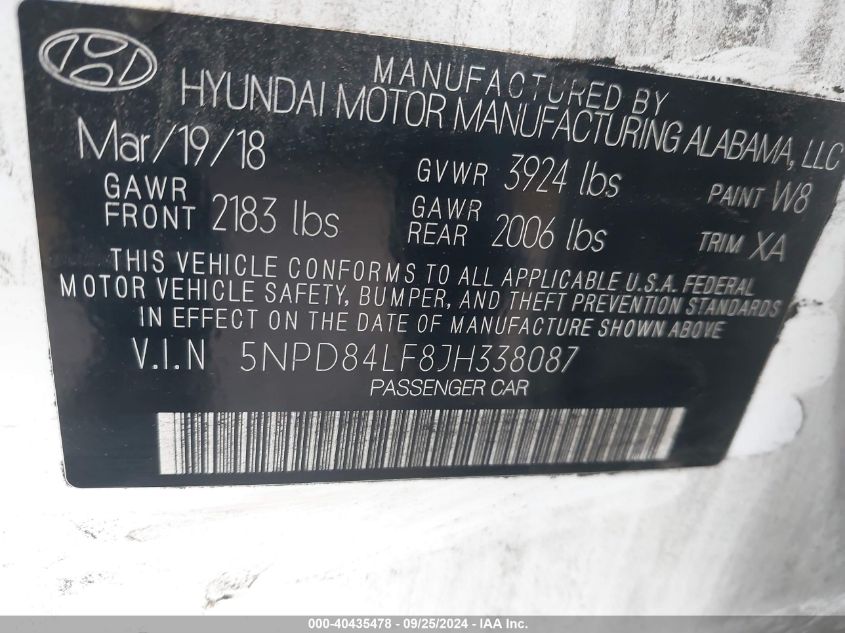 MANUFACTURED BY
HYUNDAI MOTOR MANUFACTURING ALABAMA, LLC
Mar/19/18 GVWR 3924 lbs PAINT W8
GAWR FRONT 2183 lbs GAWR REAR 2006 lbs TRIM XA
THIS VEHICLE CONFORMS TO ALL APPLICABLE U.S.A. FEDERAL
MOTOR VEHICLE SAFETY, BUMPER, AND THEFT PREVENTION STANDARDS
IN EFFECT ON THE DATE OF MANUFACTURE SHOWN ABOVE
V.I.N 5NPD84LF8JH338087
PASSENGER CAR
000-40435478 - 09/25/2024 - IAA Inc.